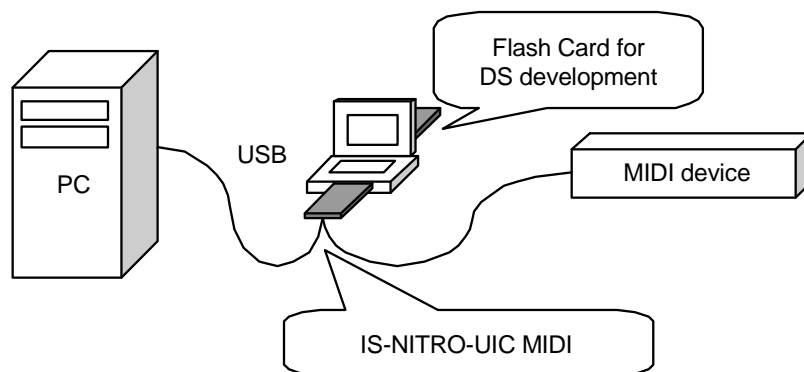 Flash Card for
DS development
USB
PC
MIDI device
IS-NITRO-UIC MIDI